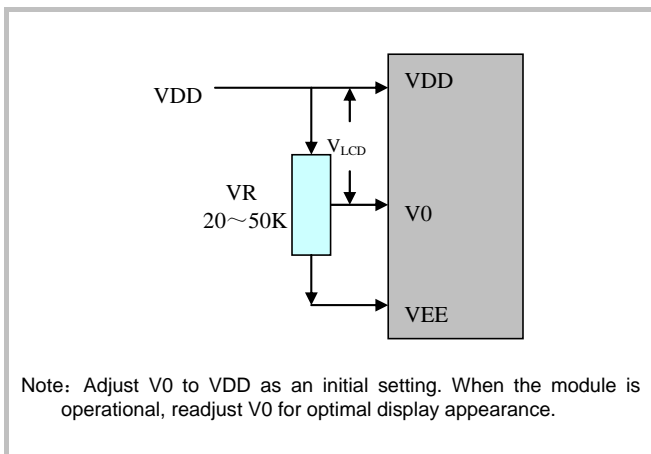 VDD
VDD
V_LCD
VR
20～50K
V0
VEE
Note：Adjust V0 to VDD as an initial setting. When the module is
operational, readjust V0 for optimal display appearance.